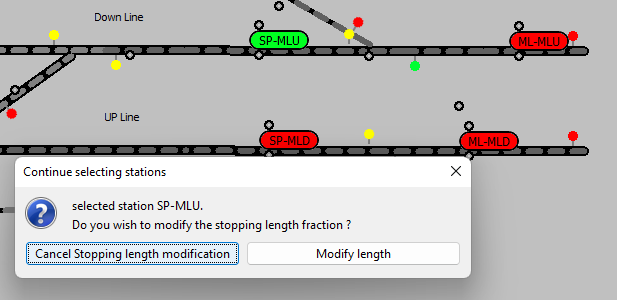 Down Line
SP-MLU
ML-MLU
UP Line
SP-MLD
ML-MLD
Continue selecting stations
selected station SP-MLU.
Do you wish to modify the stopping length fraction ?
Cancel Stopping length modification
Modify length